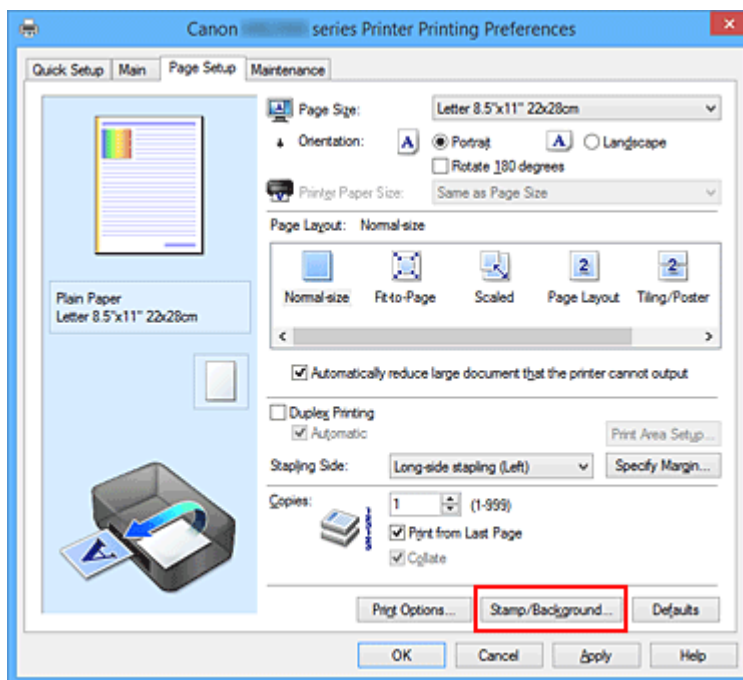 Canon series Printer Printing Preferences
Quick Setup Main Page Setup Maintenance
Page Size: Letter 8.5"x11" 22x28cm
Orientation: A Portrait A Landscape
Rotate 180 degrees
Printer Paper Size: Same as Page Size
Page Layout: Normal-size
2 2
Normal-size Fit-to-Page Scaled Page Layout Tiling/Poster
Plain Paper
Letter 8.5"x11" 22x28cm
Automatically reduce large document that the printer cannot output
Duplex Printing
Automatic Print Area Setup...
Stapling Side: Long-side stapling (Left) Specify Margin...
Copies: 1 (1-999)
Print from Last Page
Collate
A
Print Options... Stamp/Background... Defaults
OK Cancel Apply Help